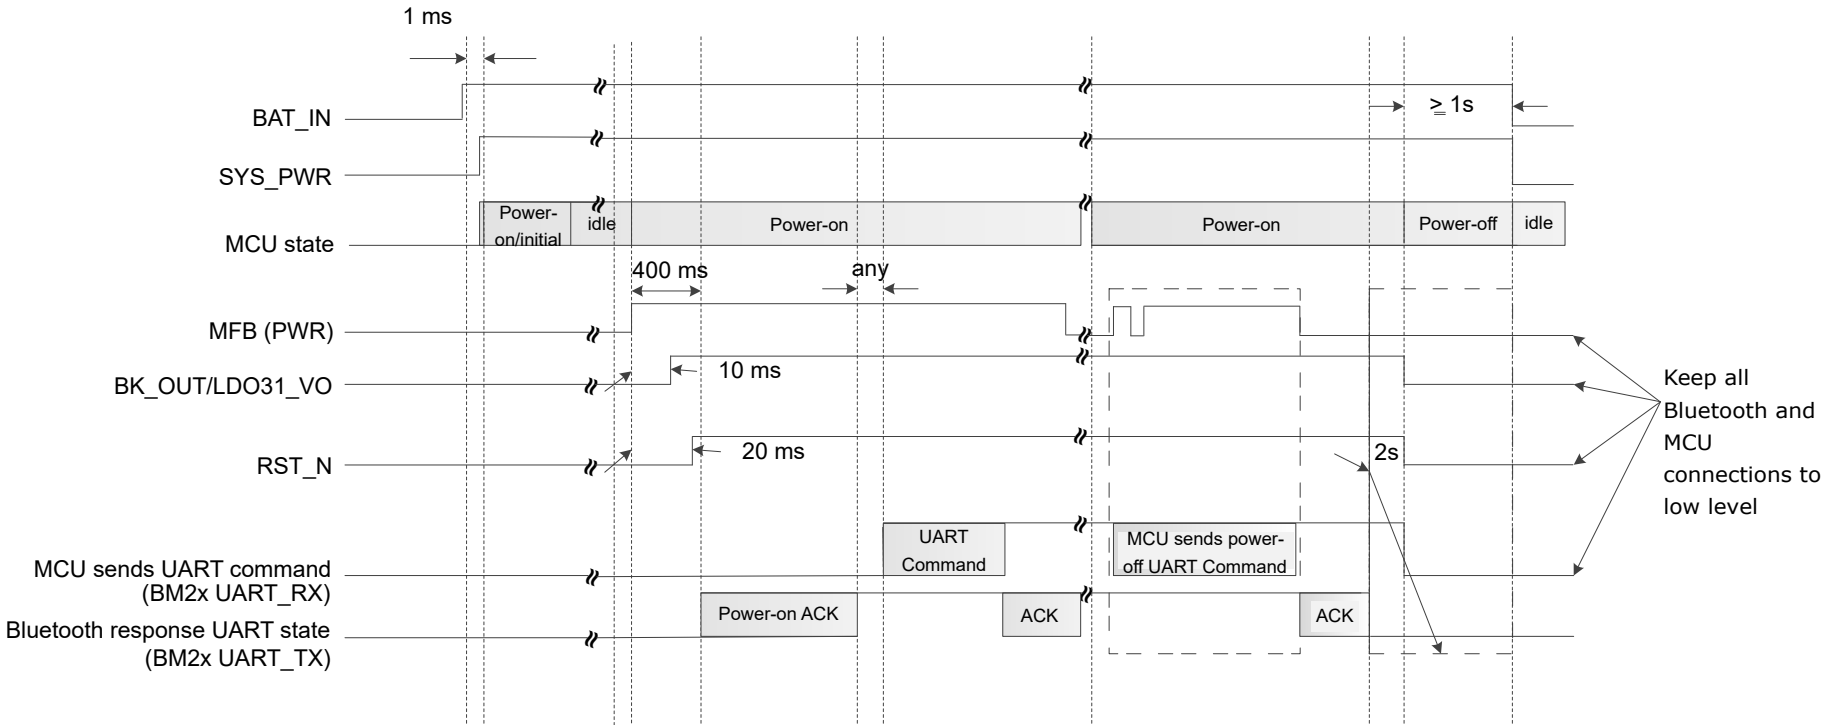 1 ms
≧ 1s
BAT_IN
SYS_PWR
Power-
on/initial
idle
Power-on
Power-on
Power-off
idle
MCU state
400 ms
any
MFB (PWR)
BK_OUT/LDO31_VO
10 ms
Keep all
Bluetooth and
MCU
connections to
low level
RST_N
20 ms
2s
UART
Command
MCU sends power-
off UART Command
MCU sends UART command
(BM2x UART_RX)
Power-on ACK
ACK
ACK
Bluetooth response UART state
(BM2x UART_TX)